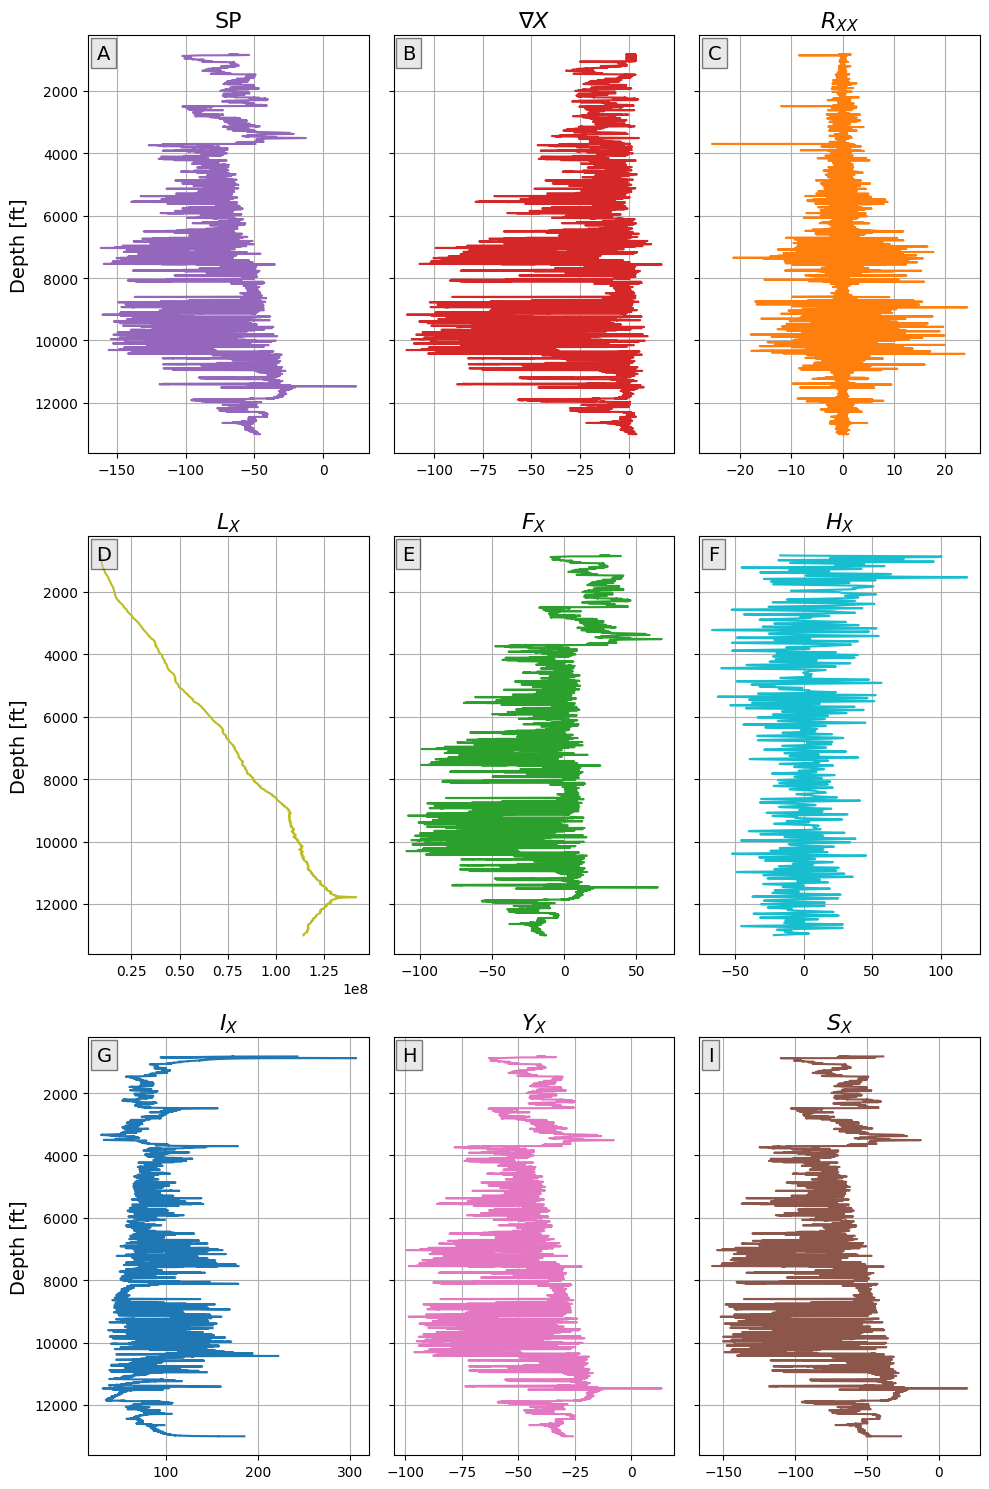 SP
∇X
R_XX
A
B
C
Depth [ft]
2000
4000
6000
8000
10000
12000
−150 −100 −50 0
−100 −75 −50 −25 0
−20 −10 0 10 20
L_X
F_X
H_X
D
E
F
Depth [ft]
2000
4000
6000
8000
10000
12000
0.25 0.50 0.75 1.00 1.25
1e8
−100 −50 0 50
−50 0 50 100
I_X
Y_X
S_X
G
H
I
Depth [ft]
2000
4000
6000
8000
10000
12000
100 200 300
−100 −75 −50 −25 0
−150 −100 −50 0